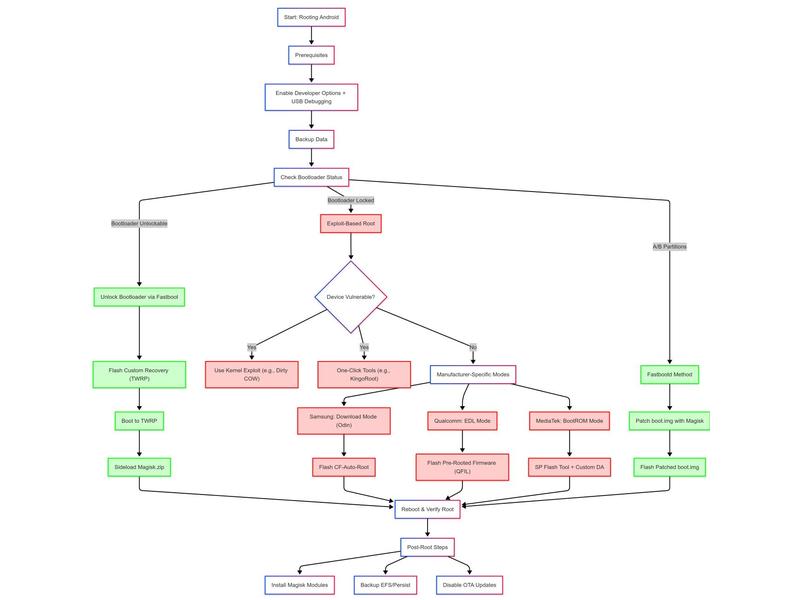 Start: Rooting Android
Prerequisites
Enable Developer Options +
USB Debugging
Backup Data
Check Bootloader Status
Bootloader Locked
Bootloader Unlockable
Exploit-Based Root
A/B Partitions
Device Vulnerable?
Unlock Bootloader via Fastboot
Yes
Yes
No
Flash Custom Recovery
(TWRP)
Use Kernel Exploit (e.g., Dirty
COW)
One-Click Tools (e.g.,
KingoRoot)
Manufacturer-Specific Modes
Fastbootd Method
Boot to TWRP
Samsung: Download Mode
(Odin)
Qualcomm: EDL Mode
MediaTek: BootROM Mode
Patch boot.img with Magisk
Sideload Magisk.zip
Flash CF-Auto-Root
Flash Pre-Rooted Firmware
(QFIL)
SP Flash Tool + Custom DA
Flash Patched boot.img
Reboot & Verify Root
Post-Root Steps
Install Magisk Modules
Backup EFS/Persist
Disable OTA Updates